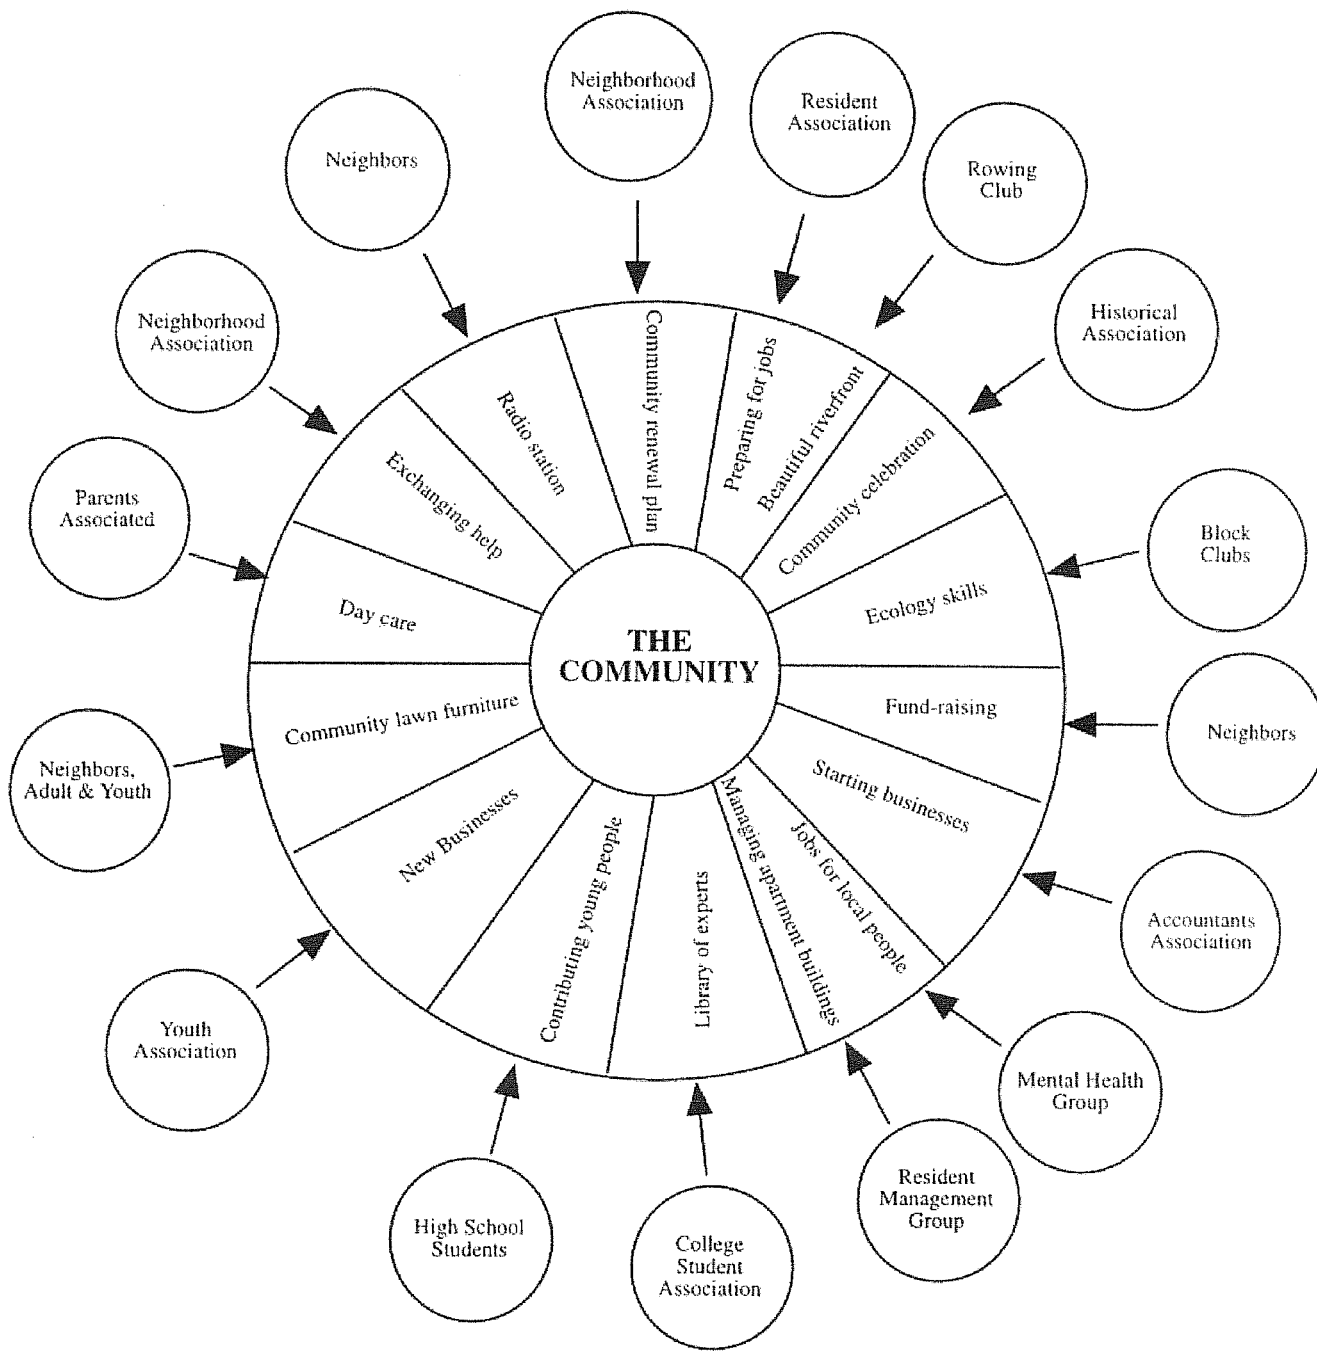 Neighborhood
Association
Resident
Association
Rowing
Club
Historical
Association
Block
Clubs
Neighbors
Accountants
Association
Mental Health
Group
Resident
Management
Group
College
Student
Association
High School
Students
Youth
Association
Neighbors,
Adult & Youth
Parents
Associated
Neighborhood
Association
Neighbors
Community renewal plan
Preparing for jobs
Beautiful riverfront
Community celebration
Ecology skills
Fund-raising
Starting businesses
Jobs for local people
Managing apartment buildings
Library of experts
Contributing young people
New Businesses
Community lawn furniture
Day care
Exchanging help
Radio station
THE
COMMUNITY